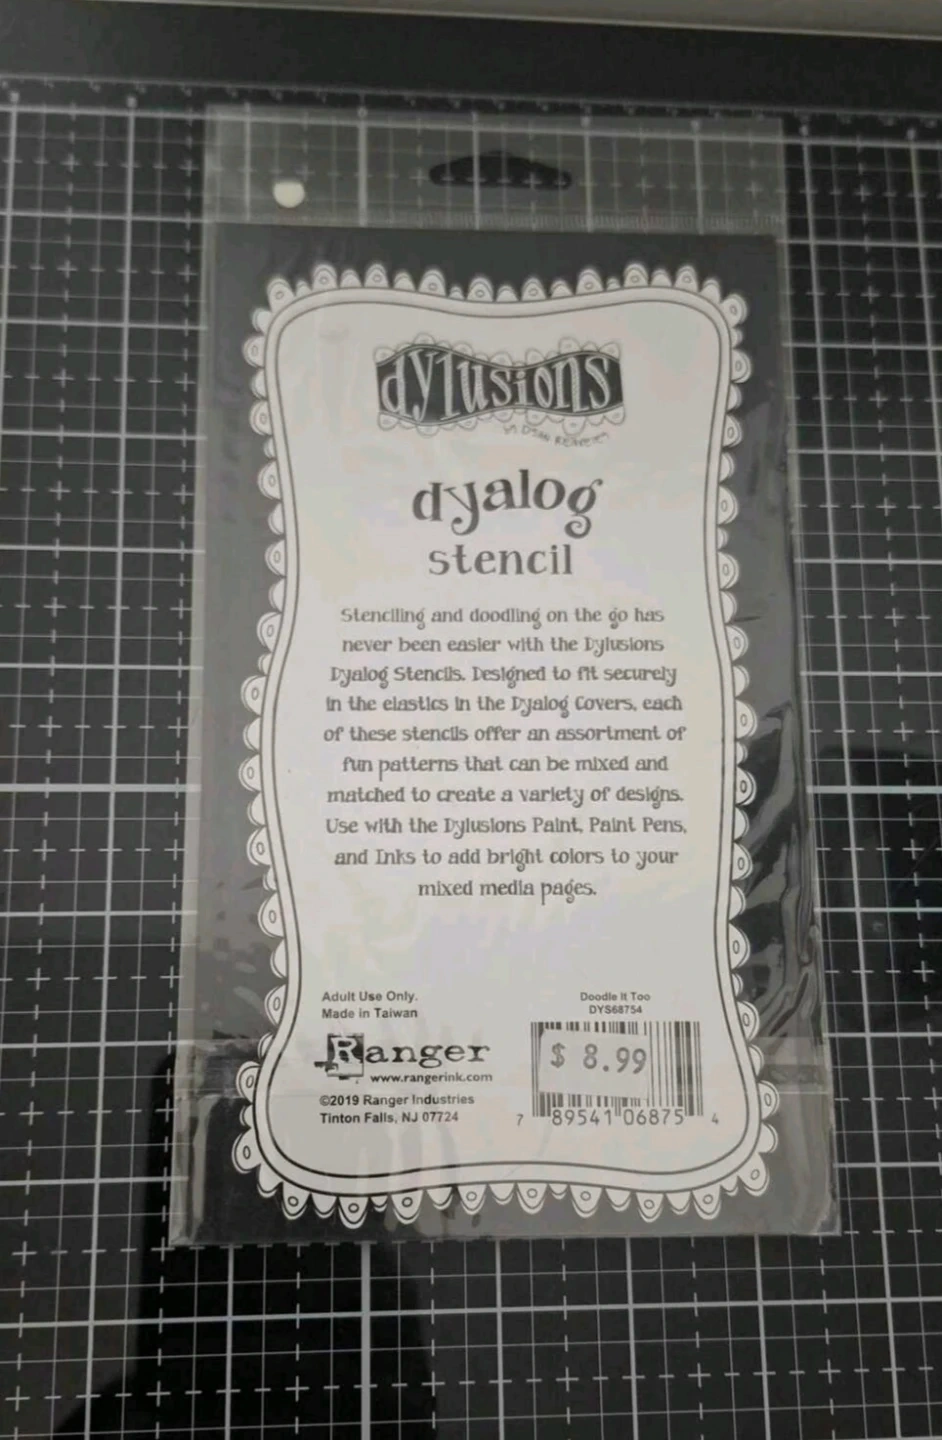 dylusions
by Dyan Reaveley
dyalog
stencil
Stenciling and doodling on the go has
never been easier with the Dylusions
Dyalog Stencils. Designed to fit securely
in the elastics in the Dyalog Covers, each
of these stencils offer an assortment of
fun patterns that can be mixed and
matched to create a variety of designs.
Use with the Dylusions Paint, Paint Pens,
and Inks to add bright colors to your
mixed media pages.
Adult Use Only.
Made in Taiwan
Ranger
www.rangerink.com
©2019 Ranger Industries
Tinton Falls, NJ 07724
Doodle It Too
DYS68754
$ 8.99
7 89541 06875 4